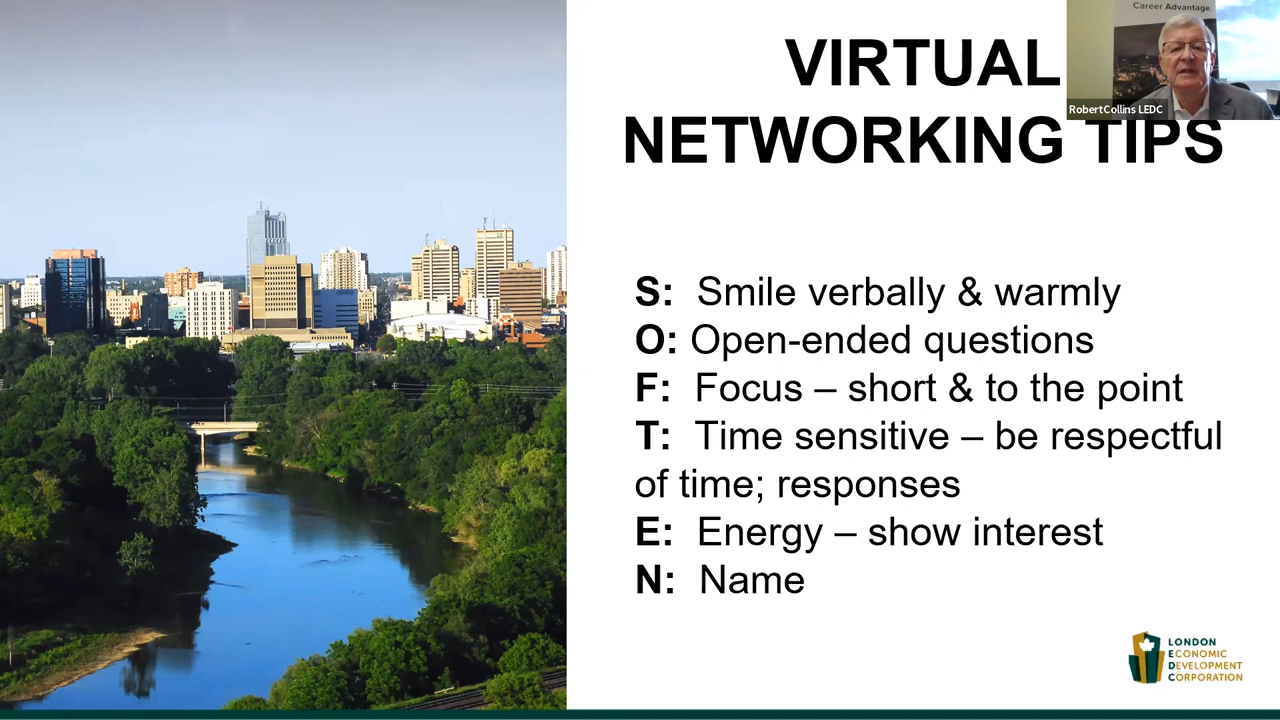 Career Advantage.
RobertCollins LEDC
VIRTUAL
NETWORKING TIPS
S: Smile verbally & warmly
O: Open-ended questions
F: Focus – short & to the point
T: Time sensitive – be respectful
of time; responses
E: Energy – show interest
N: Name
LONDON
ECONOMIC
DEVELOPMENT
CORPORATION